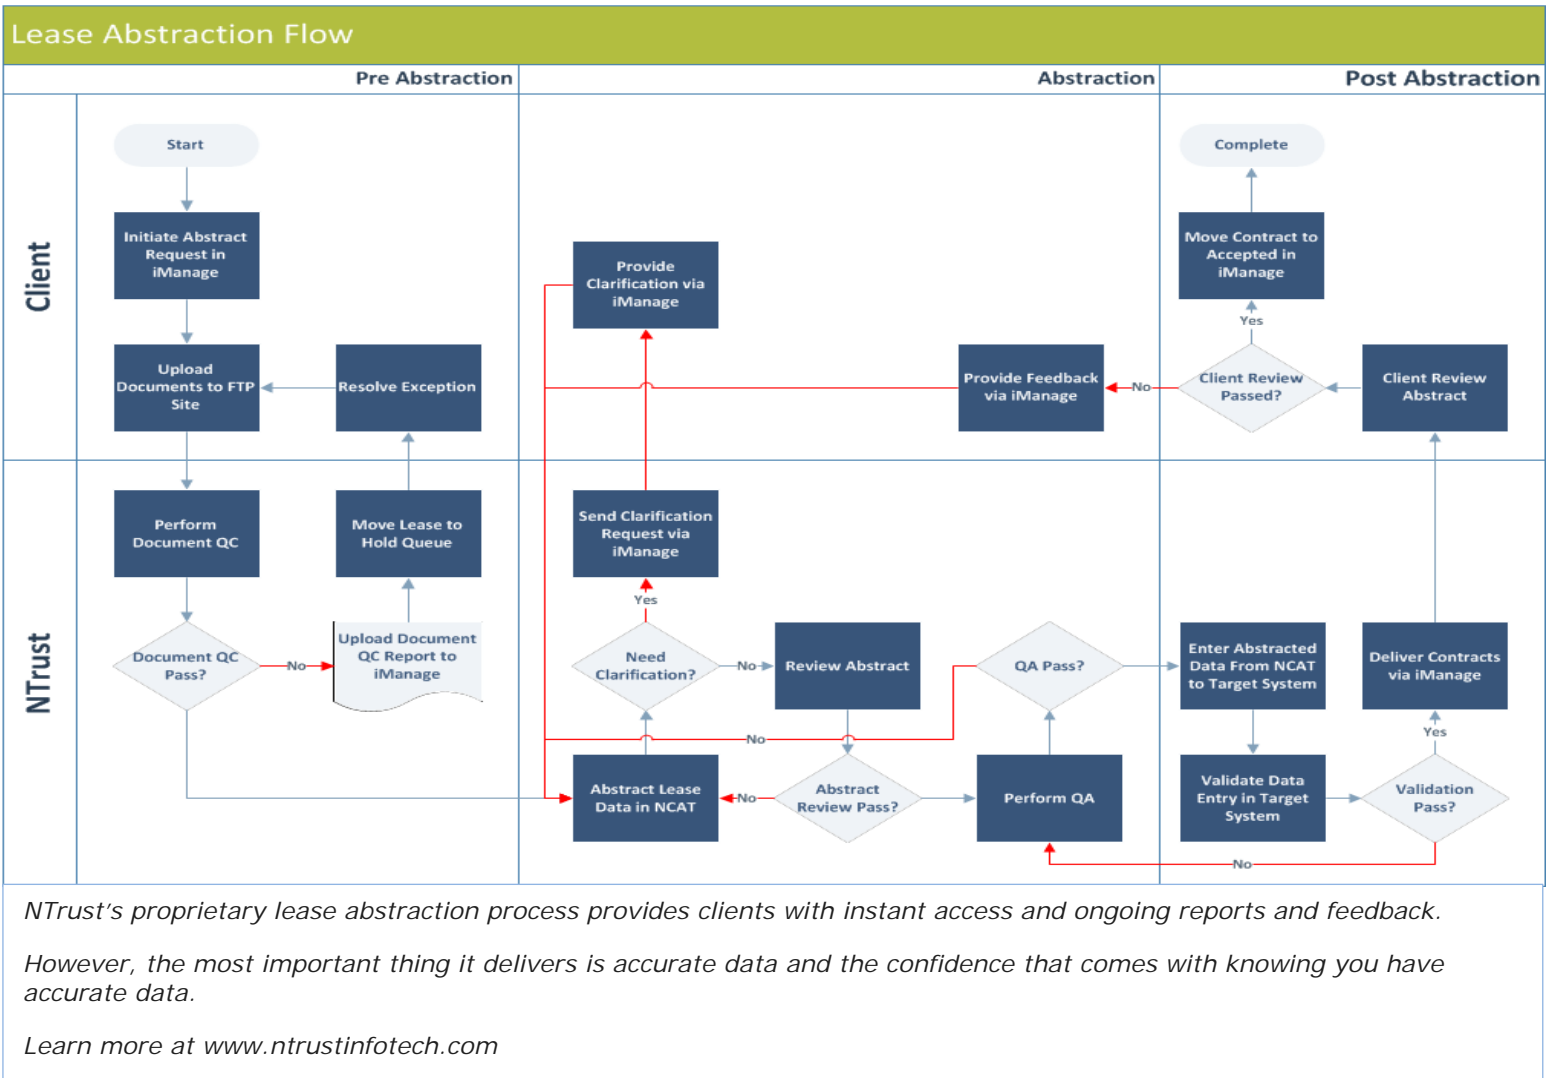 Lease Abstraction Flow
Pre Abstraction
Abstraction
Post Abstraction
Client
Start
Initiate Abstract
Request in
iManage
Upload
Documents to FTP
Site
Resolve Exception
Provide
Clarification via
iManage
Provide Feedback
via iManage
No
Complete
Move Contract to
Accepted in
iManage
Yes
Client Review
Passed?
Client Review
Abstract
NTrust
Perform
Document QC
Move Lease to
Hold Queue
Document QC
Pass?
No
Upload Document
QC Report to
iManage
Send Clarification
Request via
iManage
Yes
Need
Clarification?
No
Review Abstract
QA Pass?
No
Abstract Lease
Data in NCAT
No
Abstract
Review Pass?
Perform QA
Enter Abstracted
Data From NCAT
to Target System
Deliver Contracts
via iManage
Yes
Validate Data
Entry in Target
System
Validation
Pass?
No
NTrust’s proprietary lease abstraction process provides clients with instant access and ongoing reports and feedback.
However, the most important thing it delivers is accurate data and the confidence that comes with knowing you have
accurate data.
Learn more at www.ntrustinfotech.com